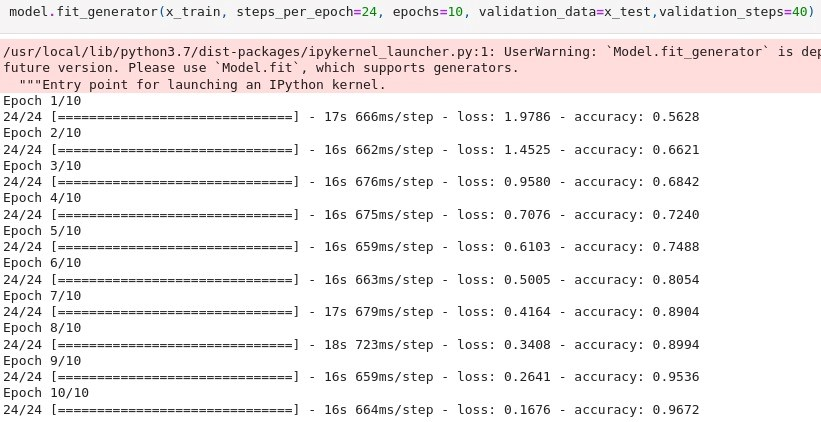 model.fit_generator(x_train, steps_per_epoch=24, epochs=10, validation_data=x_test,validation_steps=40)
/usr/local/lib/python3.7/dist-packages/ipykernel_launcher.py:1: UserWarning: `Model.fit_generator` is dep
future version. Please use `Model.fit`, which supports generators.
"""Entry point for launching an IPython kernel.
Epoch 1/10
24/24 [==============================] - 17s 666ms/step - loss: 1.9786 - accuracy: 0.5628
Epoch 2/10
24/24 [==============================] - 16s 662ms/step - loss: 1.4525 - accuracy: 0.6621
Epoch 3/10
24/24 [==============================] - 16s 676ms/step - loss: 0.9580 - accuracy: 0.6842
Epoch 4/10
24/24 [==============================] - 16s 675ms/step - loss: 0.7076 - accuracy: 0.7240
Epoch 5/10
24/24 [==============================] - 16s 659ms/step - loss: 0.6103 - accuracy: 0.7488
Epoch 6/10
24/24 [==============================] - 16s 663ms/step - loss: 0.5005 - accuracy: 0.8054
Epoch 7/10
24/24 [==============================] - 17s 679ms/step - loss: 0.4164 - accuracy: 0.8904
Epoch 8/10
24/24 [==============================] - 18s 723ms/step - loss: 0.3408 - accuracy: 0.8994
Epoch 9/10
24/24 [==============================] - 16s 659ms/step - loss: 0.2641 - accuracy: 0.9536
Epoch 10/10
24/24 [==============================] - 16s 664ms/step - loss: 0.1676 - accuracy: 0.9672